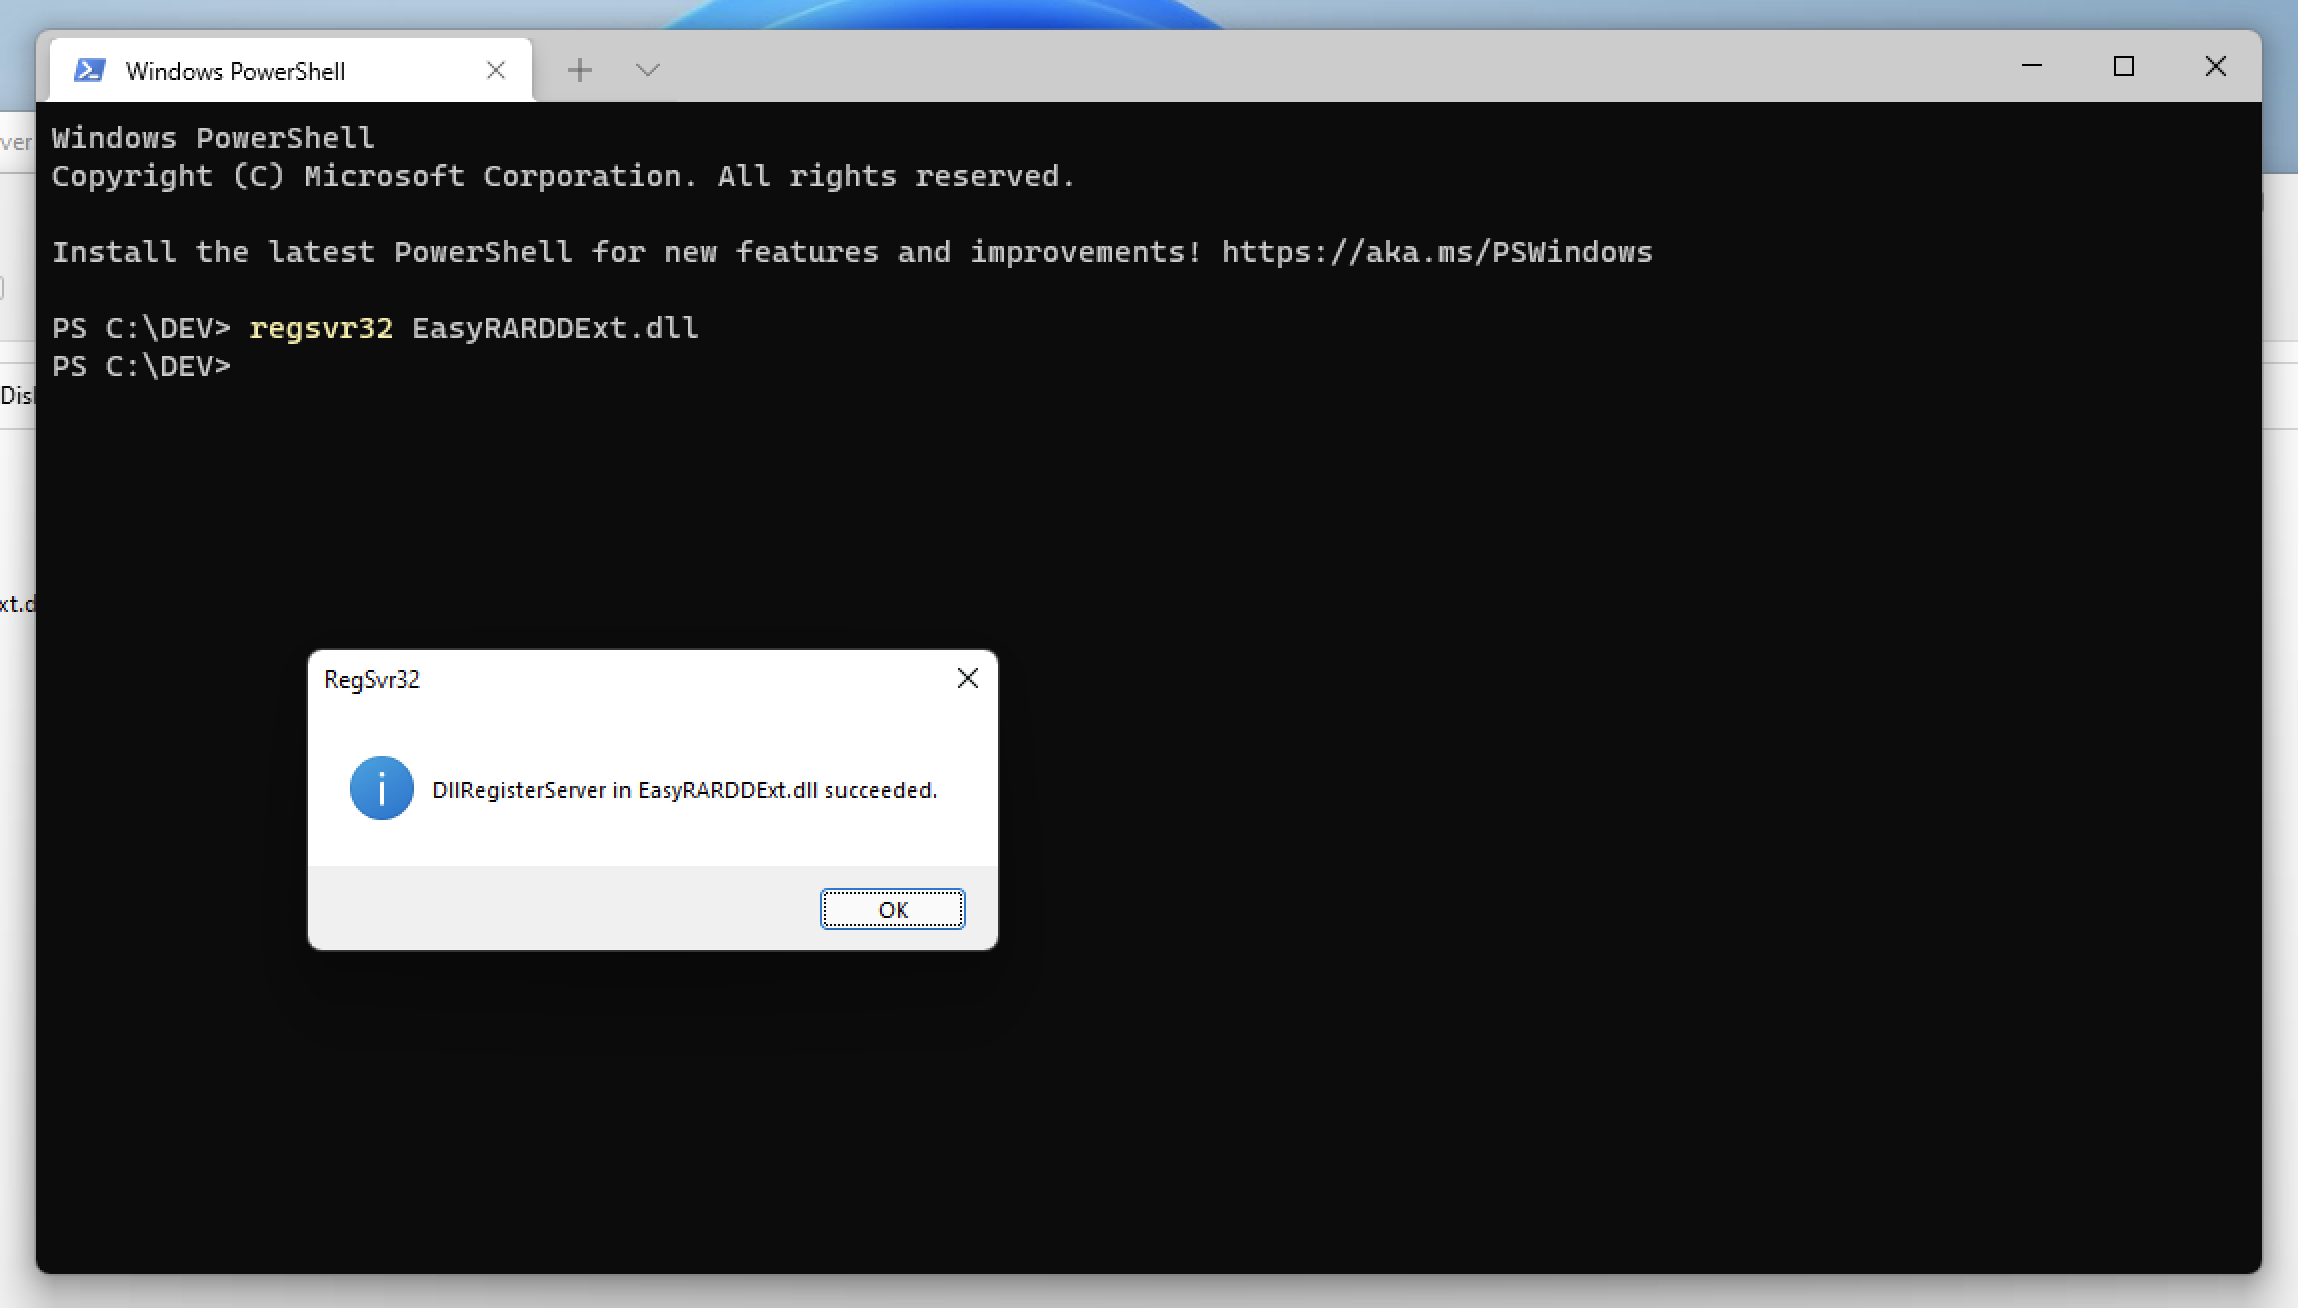 Windows PowerShell
ver
Windows PowerShell
Copyright (C) Microsoft Corporation. All rights reserved.
Install the latest PowerShell for new features and improvements! https://aka.ms/PSWindows
PS C:\DEV> regsvr32 EasyRARDDExt.dll
PS C:\DEV>
Dis
xt.d
RegSvr32
DllRegisterServer in EasyRARDDExt.dll succeeded.
OK